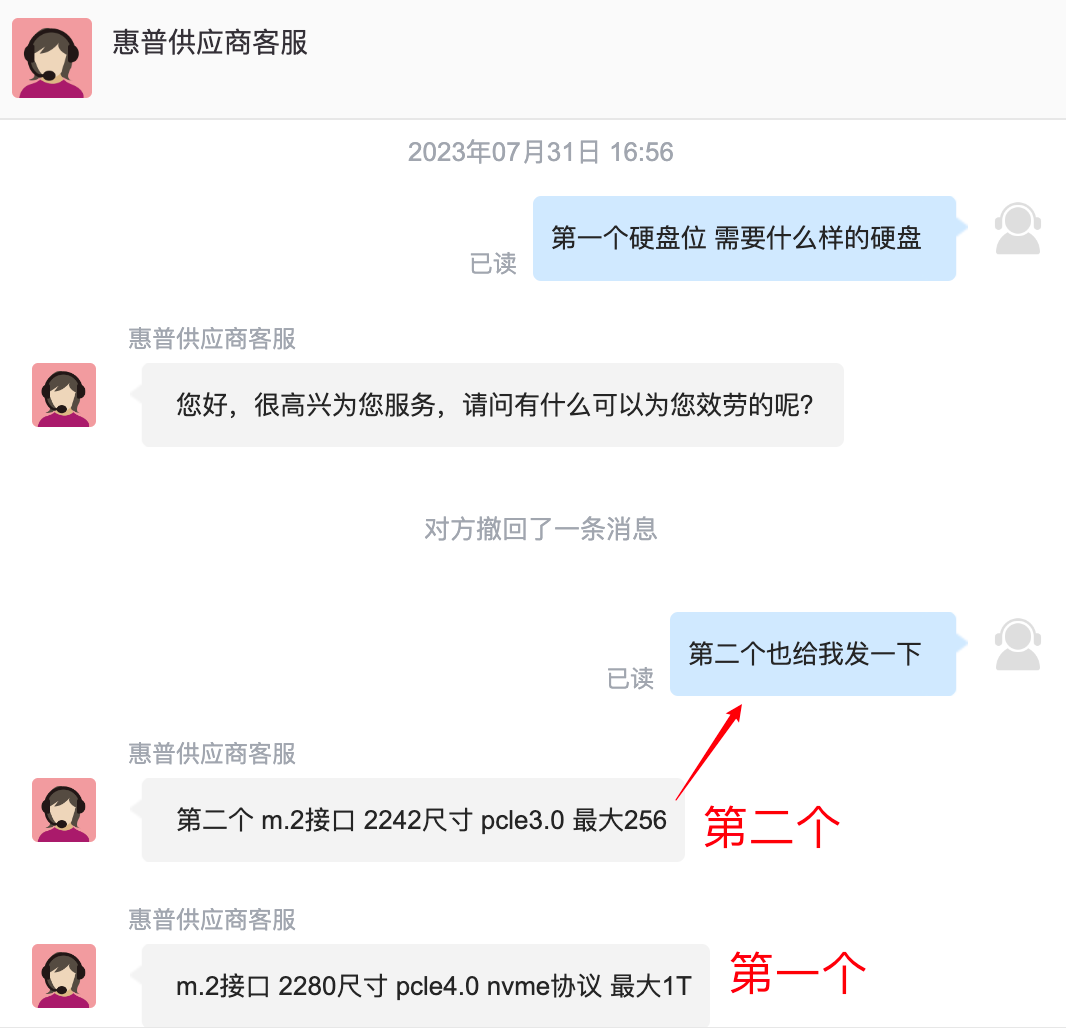 惠普供应商客服
2023年07月31日 16:56
第一个硬盘位 需要什么样的硬盘
已读
惠普供应商客服
您好，很高兴为您服务，请问有什么可以为您效劳的呢?
对方撤回了一条消息
第二个也给我发一下
已读
惠普供应商客服
第二个 m.2接口 2242尺寸 pcle3.0 最大256
第二个
惠普供应商客服
m.2接口 2280尺寸 pcle4.0 nvme协议 最大1T
第一个